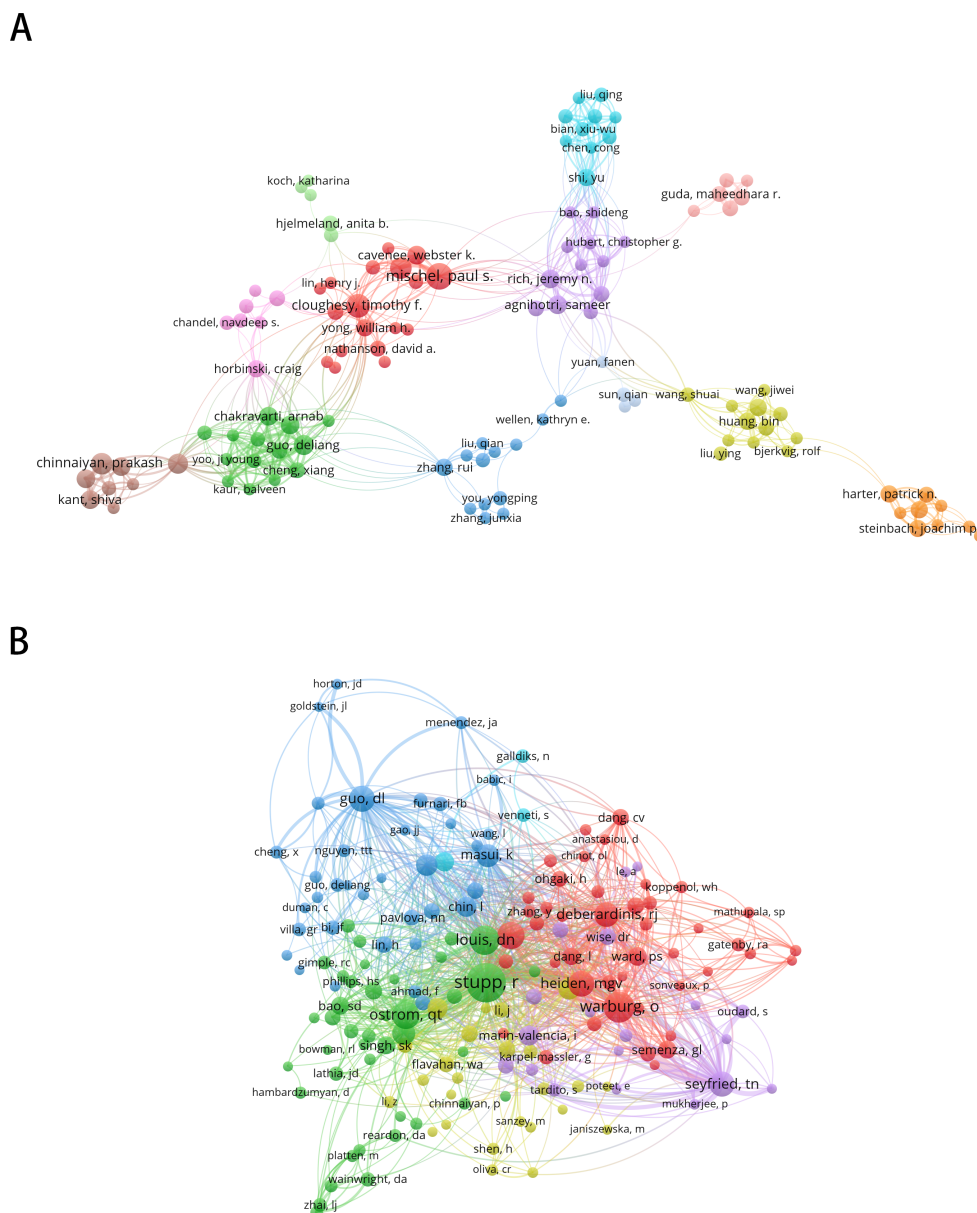 A
liu, qing
bian, xiu-wu
chen, cong
shi, yu
koch, katharina
guda, maheedhara r.
bao, shideng
hjelmeland, anita b.
hubert, christopher g.
cavenee, webster k.
mischel, paul s.
rich, jeremy n.
lin, henry j.
cloughesy, timothy f.
agnihotri, sameer
chandel, navdeep s.
yong, william h.
nathanson, david a.
yuan, fanen
horbinski, craig
wang, jiwei
sun, qian
wang, shuai
chakravarti, arnab
wellen, kathryn e.
huang, bin
liu, qian
guo, deliang
bjerkvig, rolf
liu, ying
chinnaiyan, prakash
yoo, ji young
cheng, xiang
zhang, rui
kaur, balveen
kant, shiva
you, yongping
harter, patrick n.
zhang, junxia
steinbach, joachim p
B
horton, jd
goldstein, jl
menendez, ja
galldiks, n
babic, i
guo, dl
furnari, fb
venneti, s
dang, cv
gao, jj
wang, l
anastasiou, d
cheng, x
nguyen, ttt
masui, k
chinot, ol
le, a
guo, deliang
ohgaki, h
koppenol, wh
duman, c
chin, l
zhang, y
deberardinis, rj
mathupala, sp
villa, gr
bi, jf
pavlova, nn
lin, h
louis, dn
wise, dr
gatenby, ra
gimple, rc
dang, l
ward, ps
phillips, hs
stupp, r
heiden, mgv
sonveaux, p
ahmad, f
bao, sd
ostrom, qt
li, j
warburg, o
oudard, s
singh, sk
marin-valencia, i
bowman, rl
karpel-massler, g
semenza, gl
lathia, jd
flavahan, wa
seyfried, tn
hambardzumyan, d
tardito, s
poteet, e
li, z
chinnaiyan, p
mukherjee, p
sanzey, m
janiszewska, m
reardon, da
platten, m
shen, h
wainwright, da
oliva, cr
zhai, lj